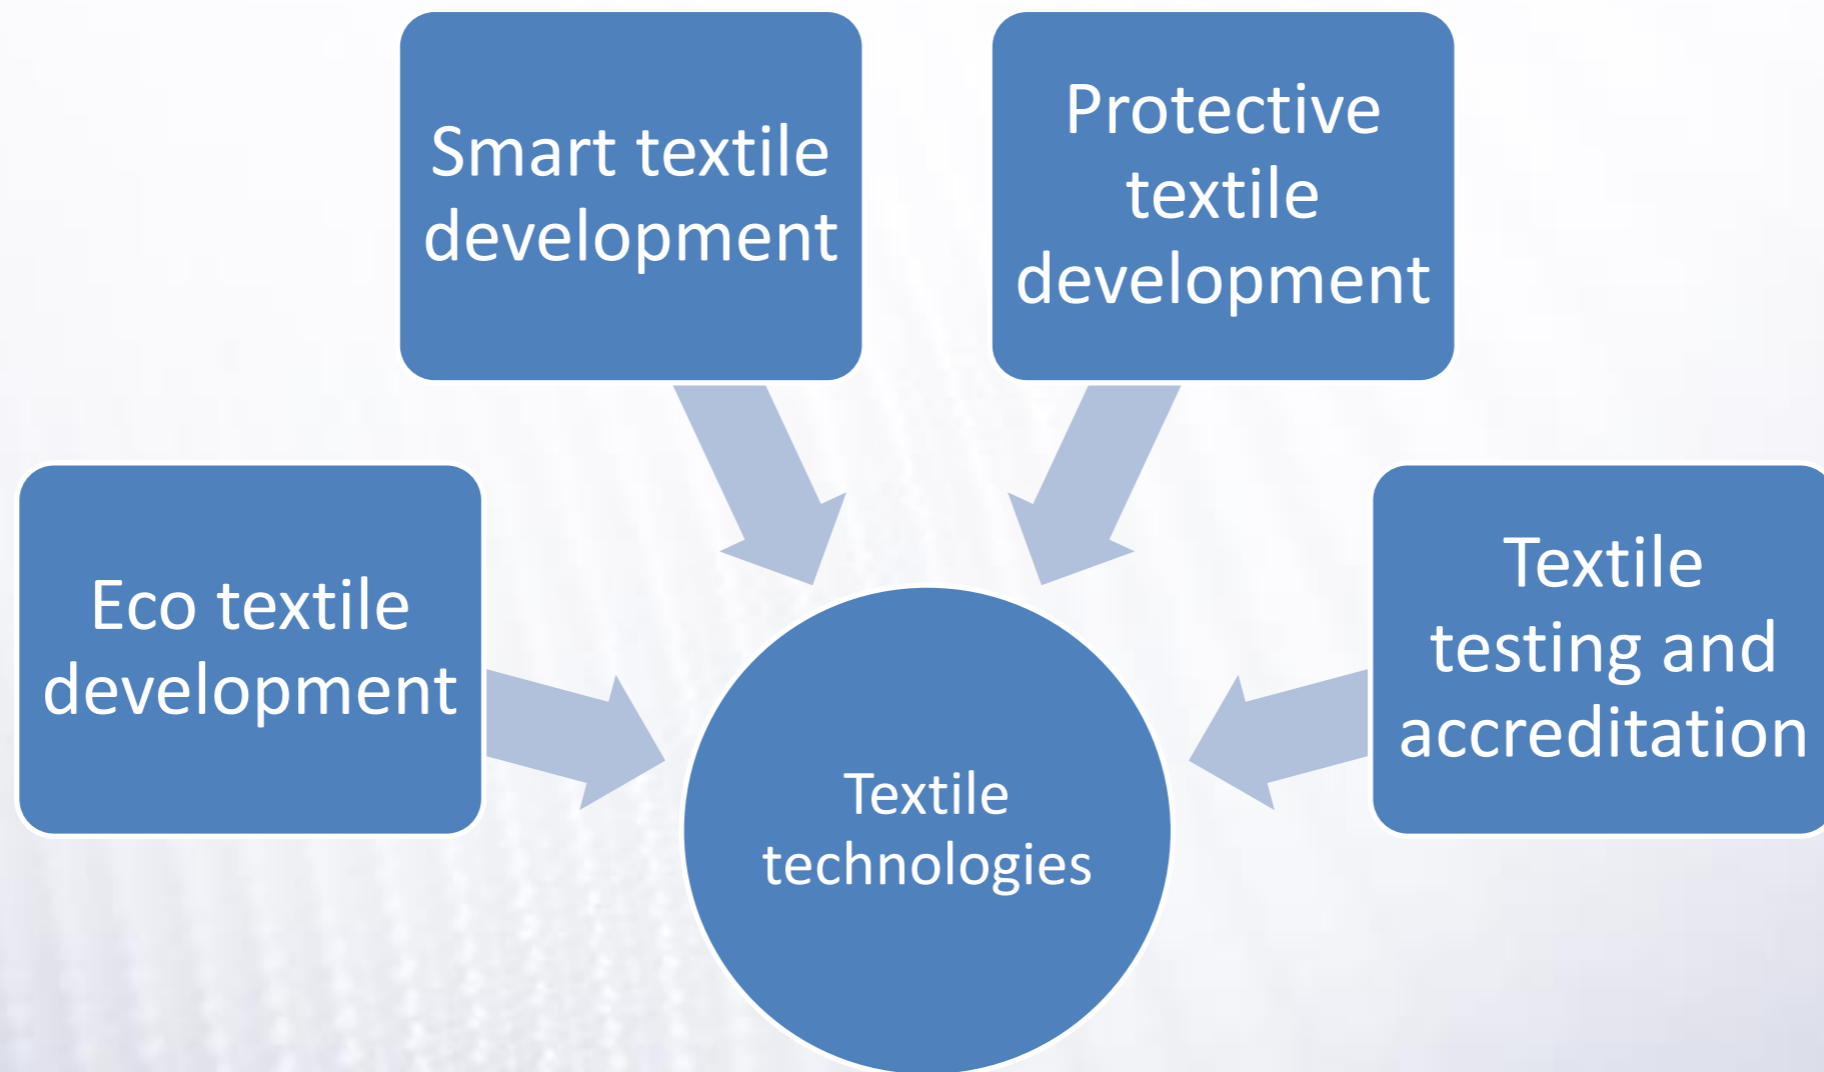 Smart textile
development
Protective
textile
development
Eco textile
development
Textile
testing and
accreditation
Textile
technologies